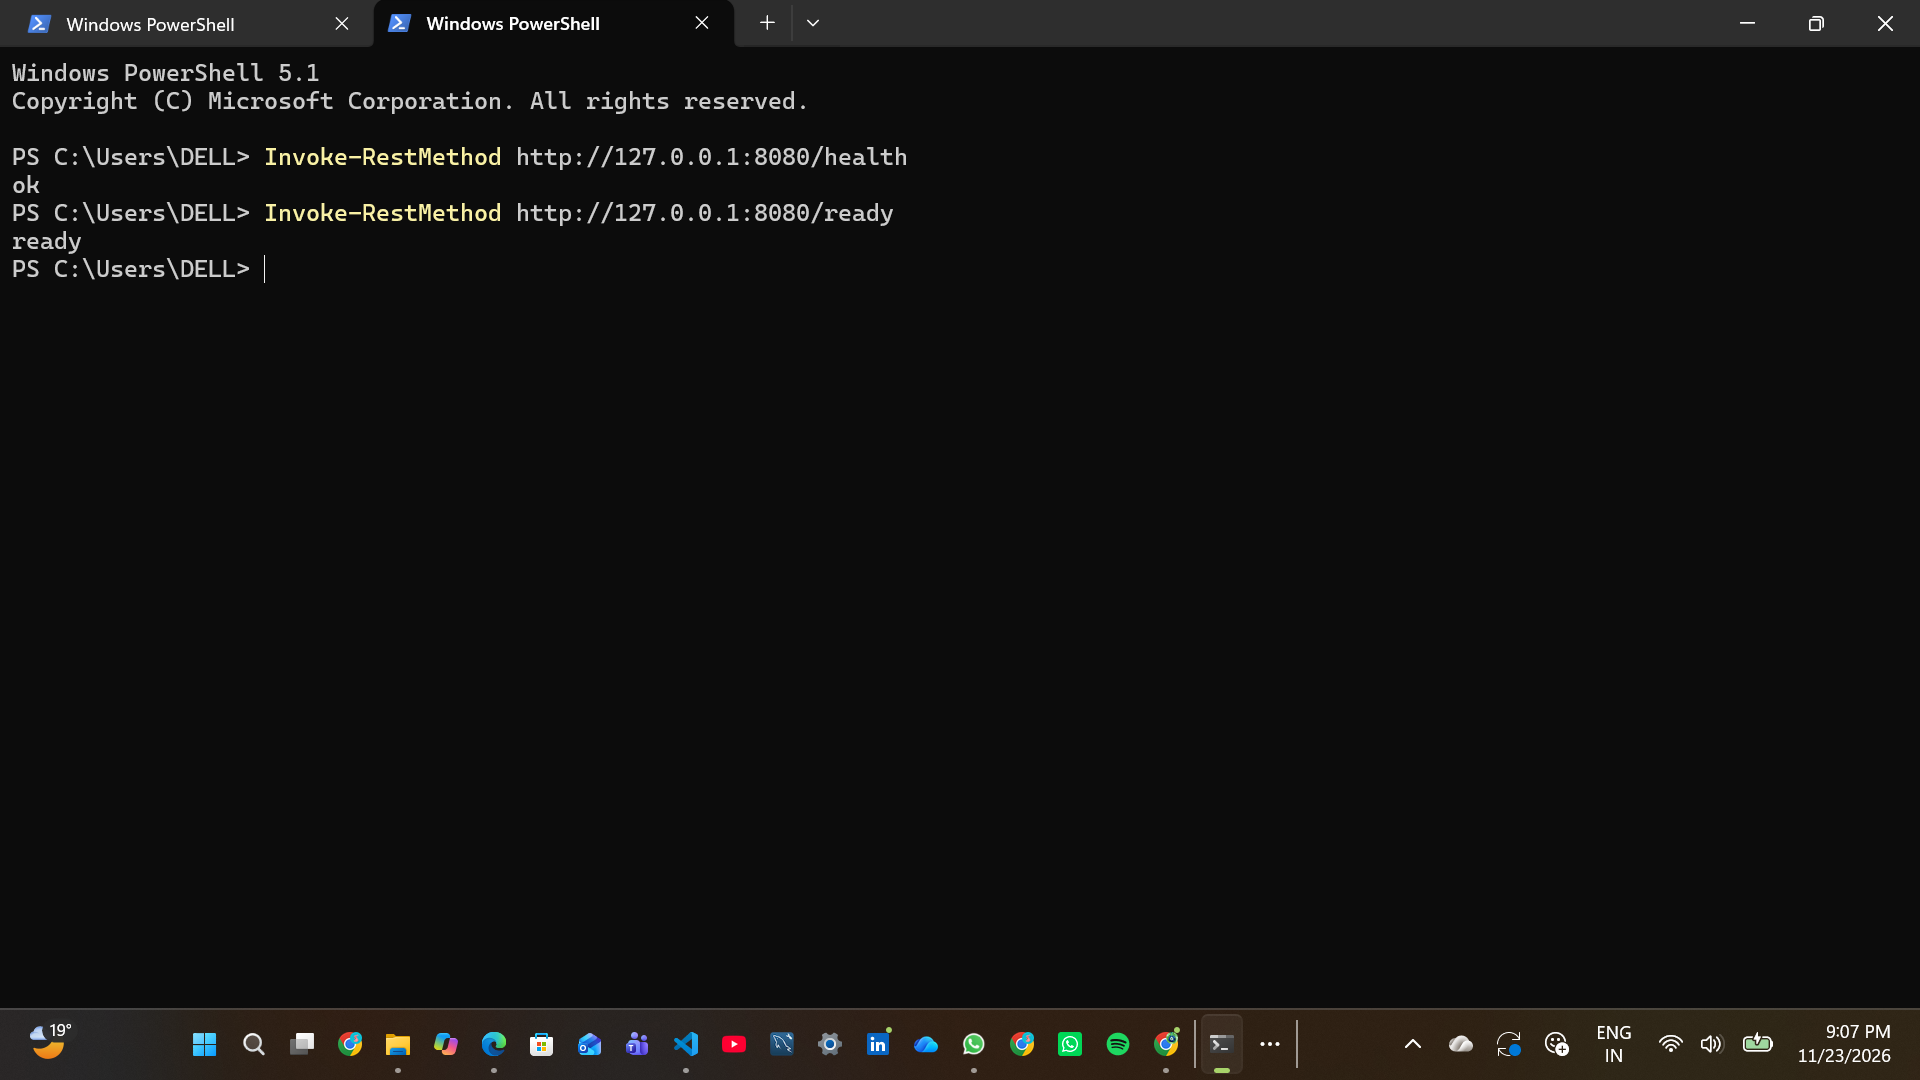 Windows PowerShell
Windows PowerShell
Windows PowerShell 5.1
Copyright (C) Microsoft Corporation. All rights reserved.
PS C:\Users\DELL> Invoke-RestMethod http://127.0.0.1:8080/health
ok
PS C:\Users\DELL> Invoke-RestMethod http://127.0.0.1:8080/ready
ready
PS C:\Users\DELL>
19°
ENG
IN
9:07 PM
11/23/2026